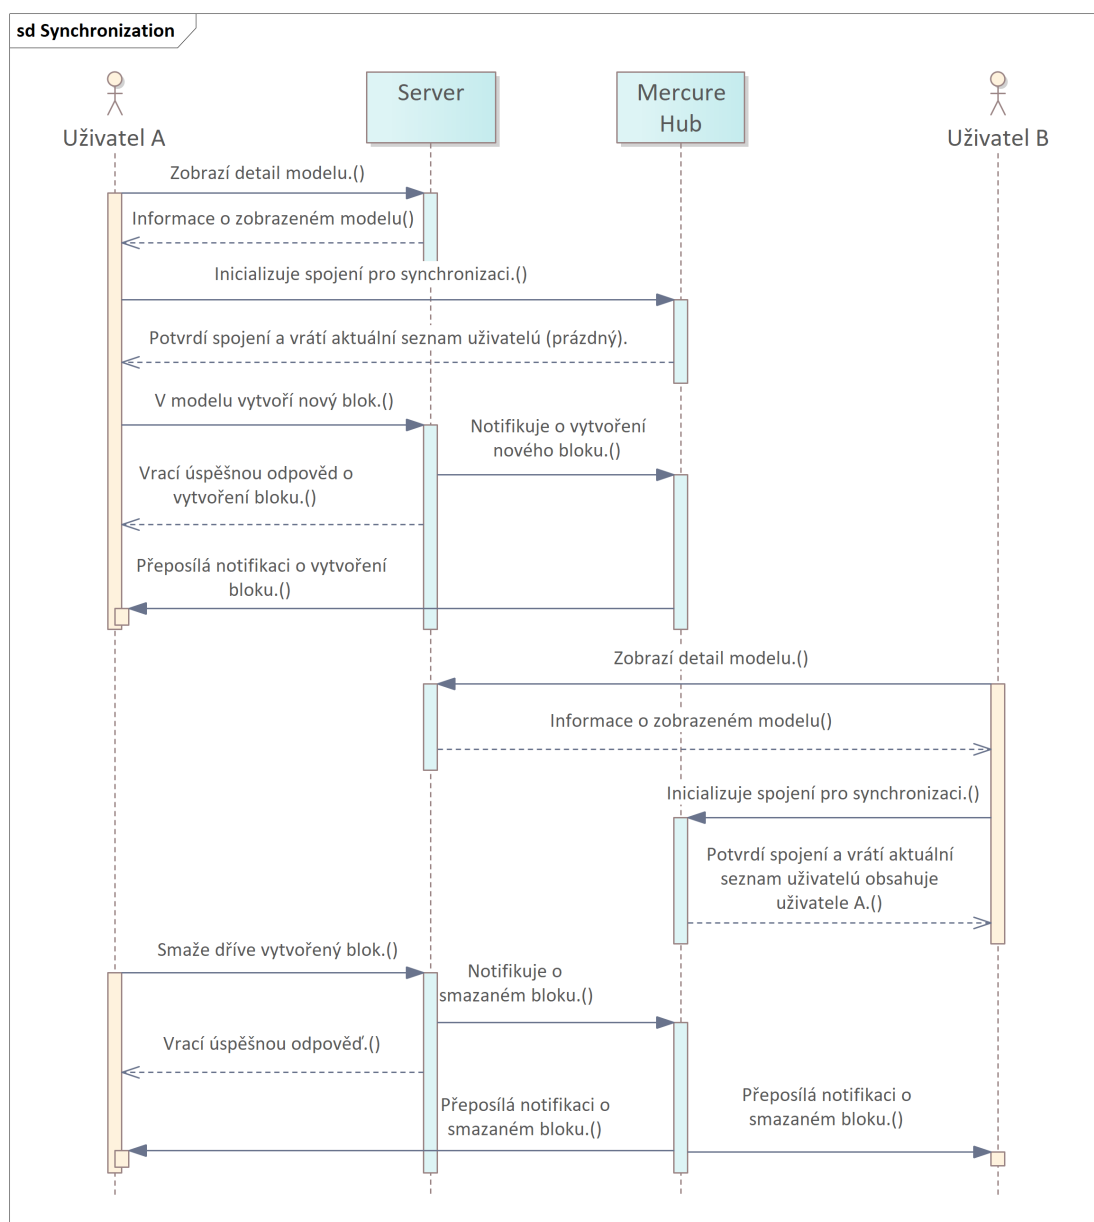 sd Synchronization
Uživatel A
Server
Mercure
Hub
Uživatel B
Zobrazí detail modelu.()
Informace o zobrazeném modelu()
Inicializuje spojení pro synchronizaci.()
Potvrdí spojení a vrátí aktuální seznam uživatelů (prázdný).
V modelu vytvoří nový blok.()
Notifikuje o vytvoření
nového bloku.()
Vrací úspěšnou odpověd o
vytvoření bloku.()
Přeposílá notifikaci o vytvoření
bloku.()
Zobrazí detail modelu.()
Informace o zobrazeném modelu()
Inicializuje spojení pro synchronizaci.()
Potvrdí spojení a vrátí aktuální
seznam uživatelú obsahuje
uživatele A.()
Smaže dříve vytvořený blok.()
Notifikuje o
smazaném bloku.()
Vrací úspěšnou odpověď.()
Přeposílá notifikaci o
smazaném bloku.()
Přeposílá notifikaci o
smazaném bloku.()